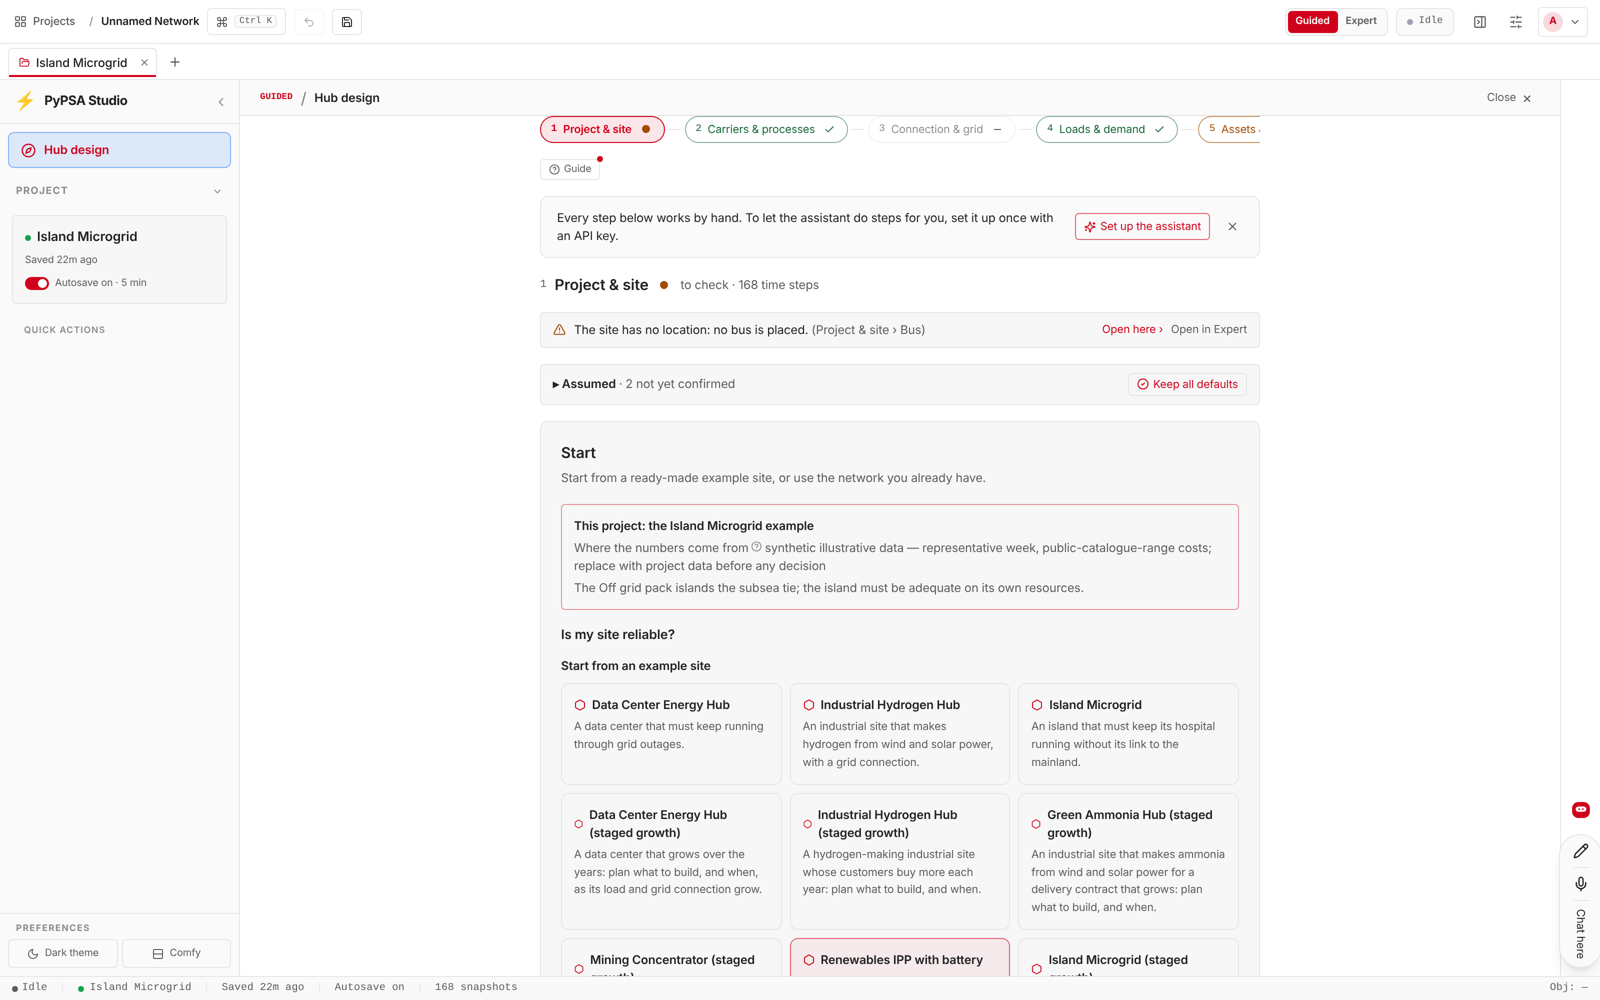 Projects / Unnamed Network Ctrl K
Guided Expert Idle A
Island Microgrid
PyPSA Studio
Hub design
PROJECT
Island Microgrid
Saved 22m ago
Autosave on · 5 min
QUICK ACTIONS
PREFERENCES
Dark theme Comfy
GUIDED / Hub design Close
1 Project & site 2 Carriers & processes 3 Connection & grid 4 Loads & demand 5 Assets
Guide
Every step below works by hand. To let the assistant do steps for you, set it up once with
an API key.
Set up the assistant
1 Project & site to check · 168 time steps
The site has no location: no bus is placed. (Project & site › Bus) Open here › Open in Expert
▸ Assumed · 2 not yet confirmed Keep all defaults
Start
Start from a ready-made example site, or use the network you already have.
This project: the Island Microgrid example
Where the numbers come from synthetic illustrative data — representative week, public-catalogue-range costs;
replace with project data before any decision
The Off grid pack islands the subsea tie; the island must be adequate on its own resources.
Is my site reliable?
Start from an example site
Data Center Energy Hub
A data center that must keep running
through grid outages.
Industrial Hydrogen Hub
An industrial site that makes
hydrogen from wind and solar power,
with a grid connection.
Island Microgrid
An island that must keep its hospital
running without its link to the
mainland.
Data Center Energy Hub
(staged growth)
A data center that grows over the
years: plan what to build, and when,
as its load and grid connection grow.
Industrial Hydrogen Hub
(staged growth)
A hydrogen-making industrial site
whose customers buy more each
year: plan what to build, and when.
Green Ammonia Hub (staged
growth)
An industrial site that makes ammonia
from wind and solar power for a
delivery contract that grows: plan
what to build, and when.
Mining Concentrator (staged
growth)
Renewables IPP with battery
Island Microgrid (staged
growth)
Chat here
Idle Island Microgrid Saved 22m ago Autosave on 168 snapshots Obj: —